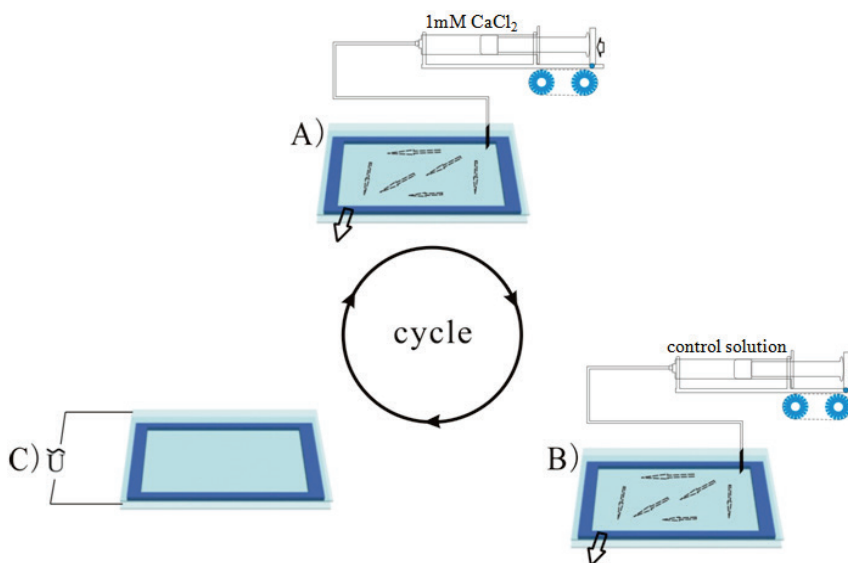 1mM CaCl₂
A)
cycle
control solution
B)
C)
U